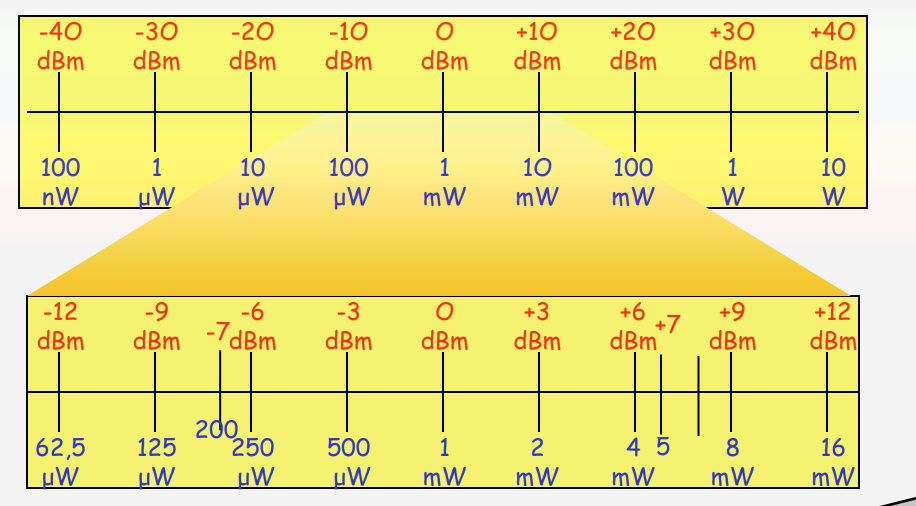 -40 -30 -20 -10 0 +10 +20 +30 +40
dBm dBm dBm dBm dBm dBm dBm dBm dBm
100 1 10 100 1 10 100 1 10
nW µW µW µW mW mW mW W W
-12 -9 -6 -3 0 +3 +6 +9 +12
-7 +7
dBm dBm dBm dBm dBm dBm dBm dBm dBm
200
62,5 125 250 500 1 2 4 5 8 16
µW µW µW µW mW mW mW mW mW